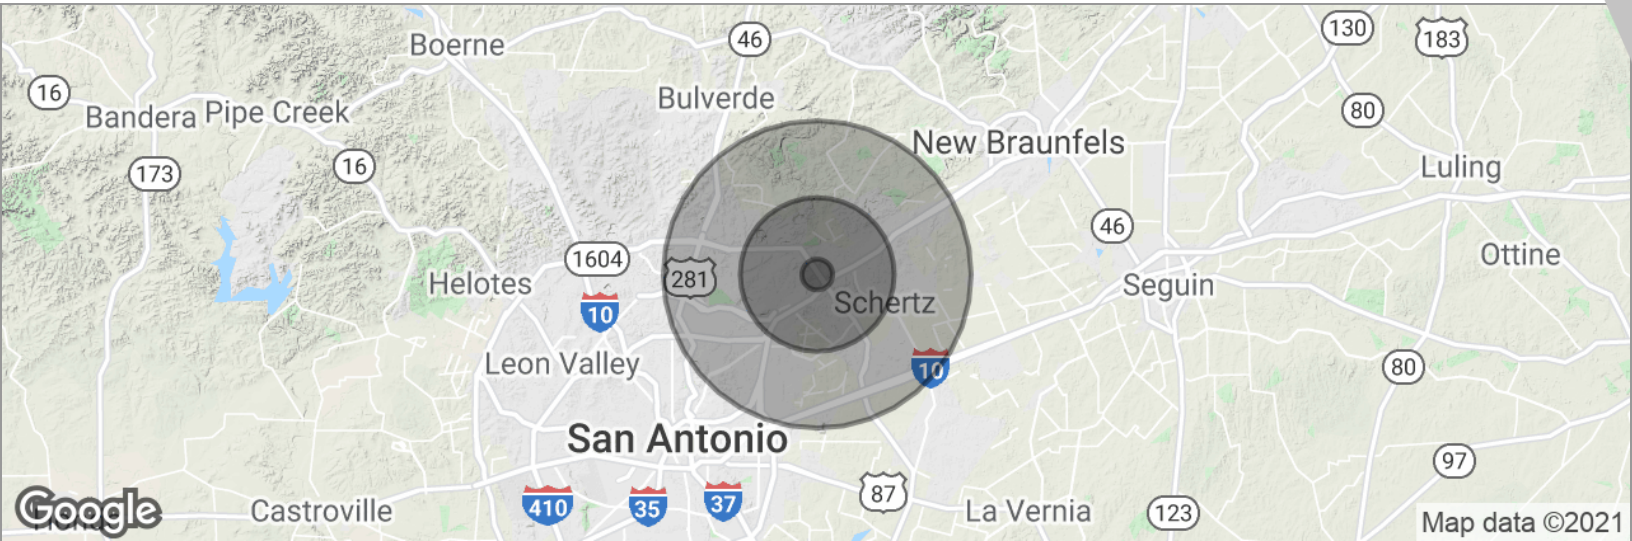 130
183
46
Boerne
16
Bulverde
80
Bandera
Pipe Creek
New Braunfels
16
Luling
173
46
Ottine
1604
281
Helotes
Seguin
Schertz
10
Leon Valley
10
80
San Antonio
97
87
410
35
37
Google
Castroville
La Vernia
123
Map data ©2021